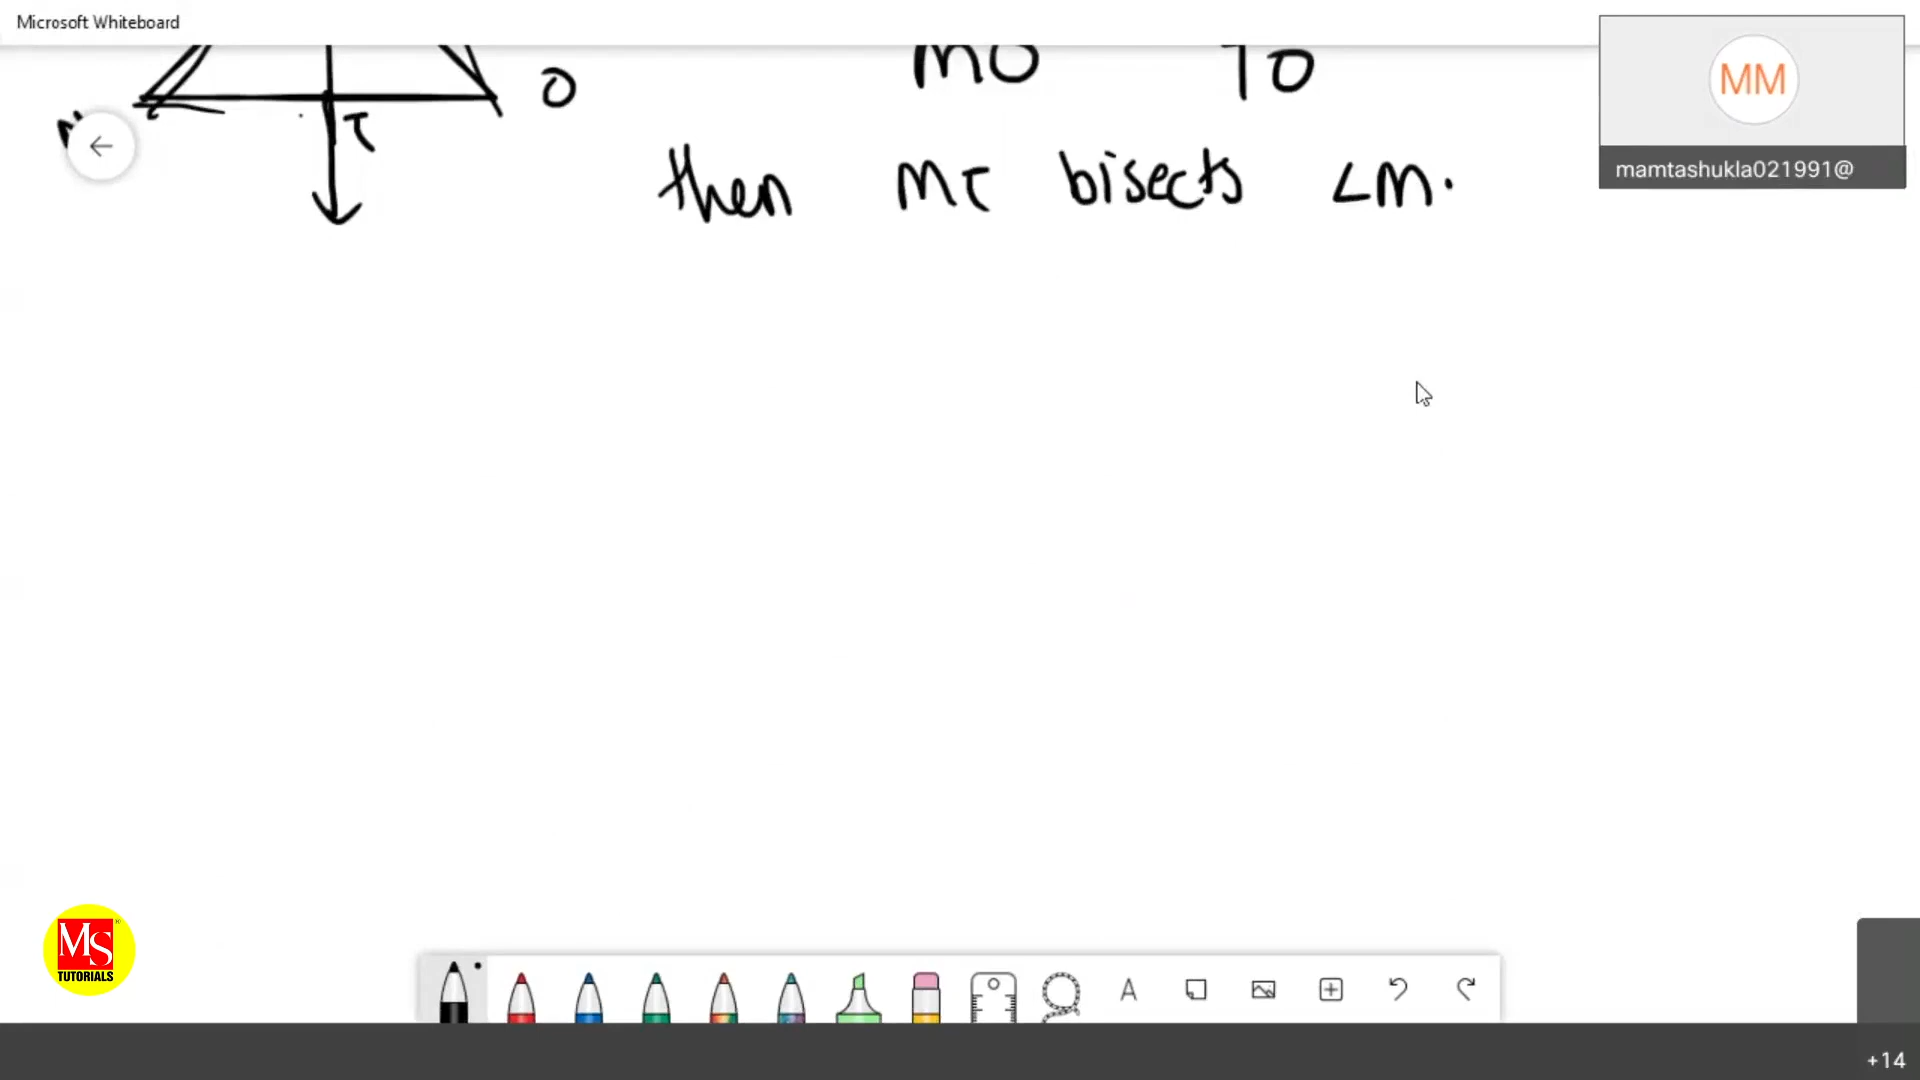 Microsoft Whiteboard
MM
mamtashukla021991@
MO TO
O
T
then MT bisects ∠M.
MS
TUTORIALS
A
+14